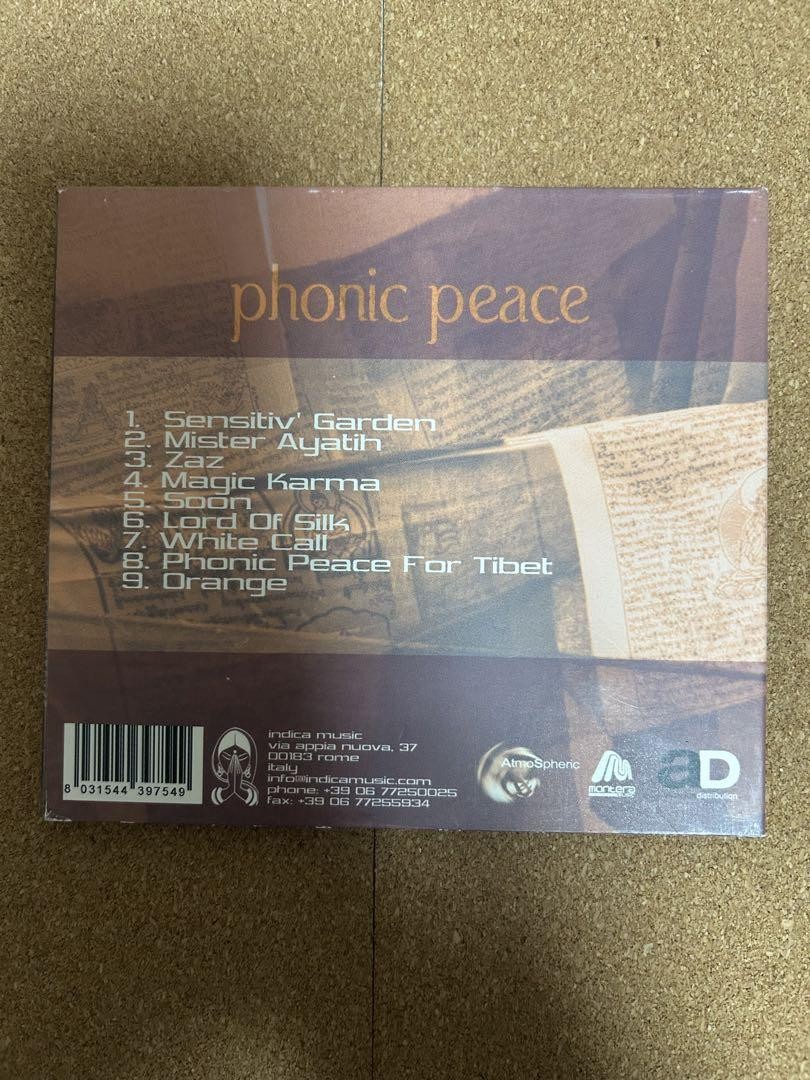 phonic peace
1. Sensitiv' Garden
2. Mister Ayatih
3. Zaz
4. Magic Karma
5. Soon
6. Lord Of Silk
7. White Call
8. Phonic Peace For Tibet
9. Orange
8 031544 397549
indica music
via appia nuova, 37
00183 rome
italy
info@indicamusic.com
phone: +39 06 77250025
fax: +39 06 77255934
AtmoSpheric
mantera
aD
distribution